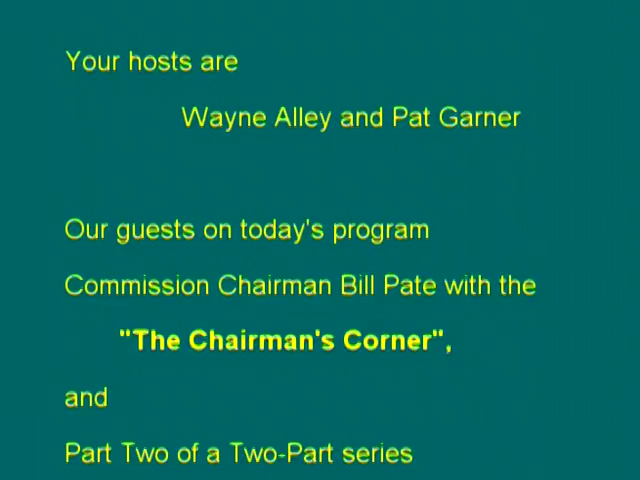 Your hosts are
Wayne Alley and Pat Garner
Our guests on today's program
Commission Chairman Bill Pate with the
"The Chairman's Corner",
and
Part Two of a Two-Part series